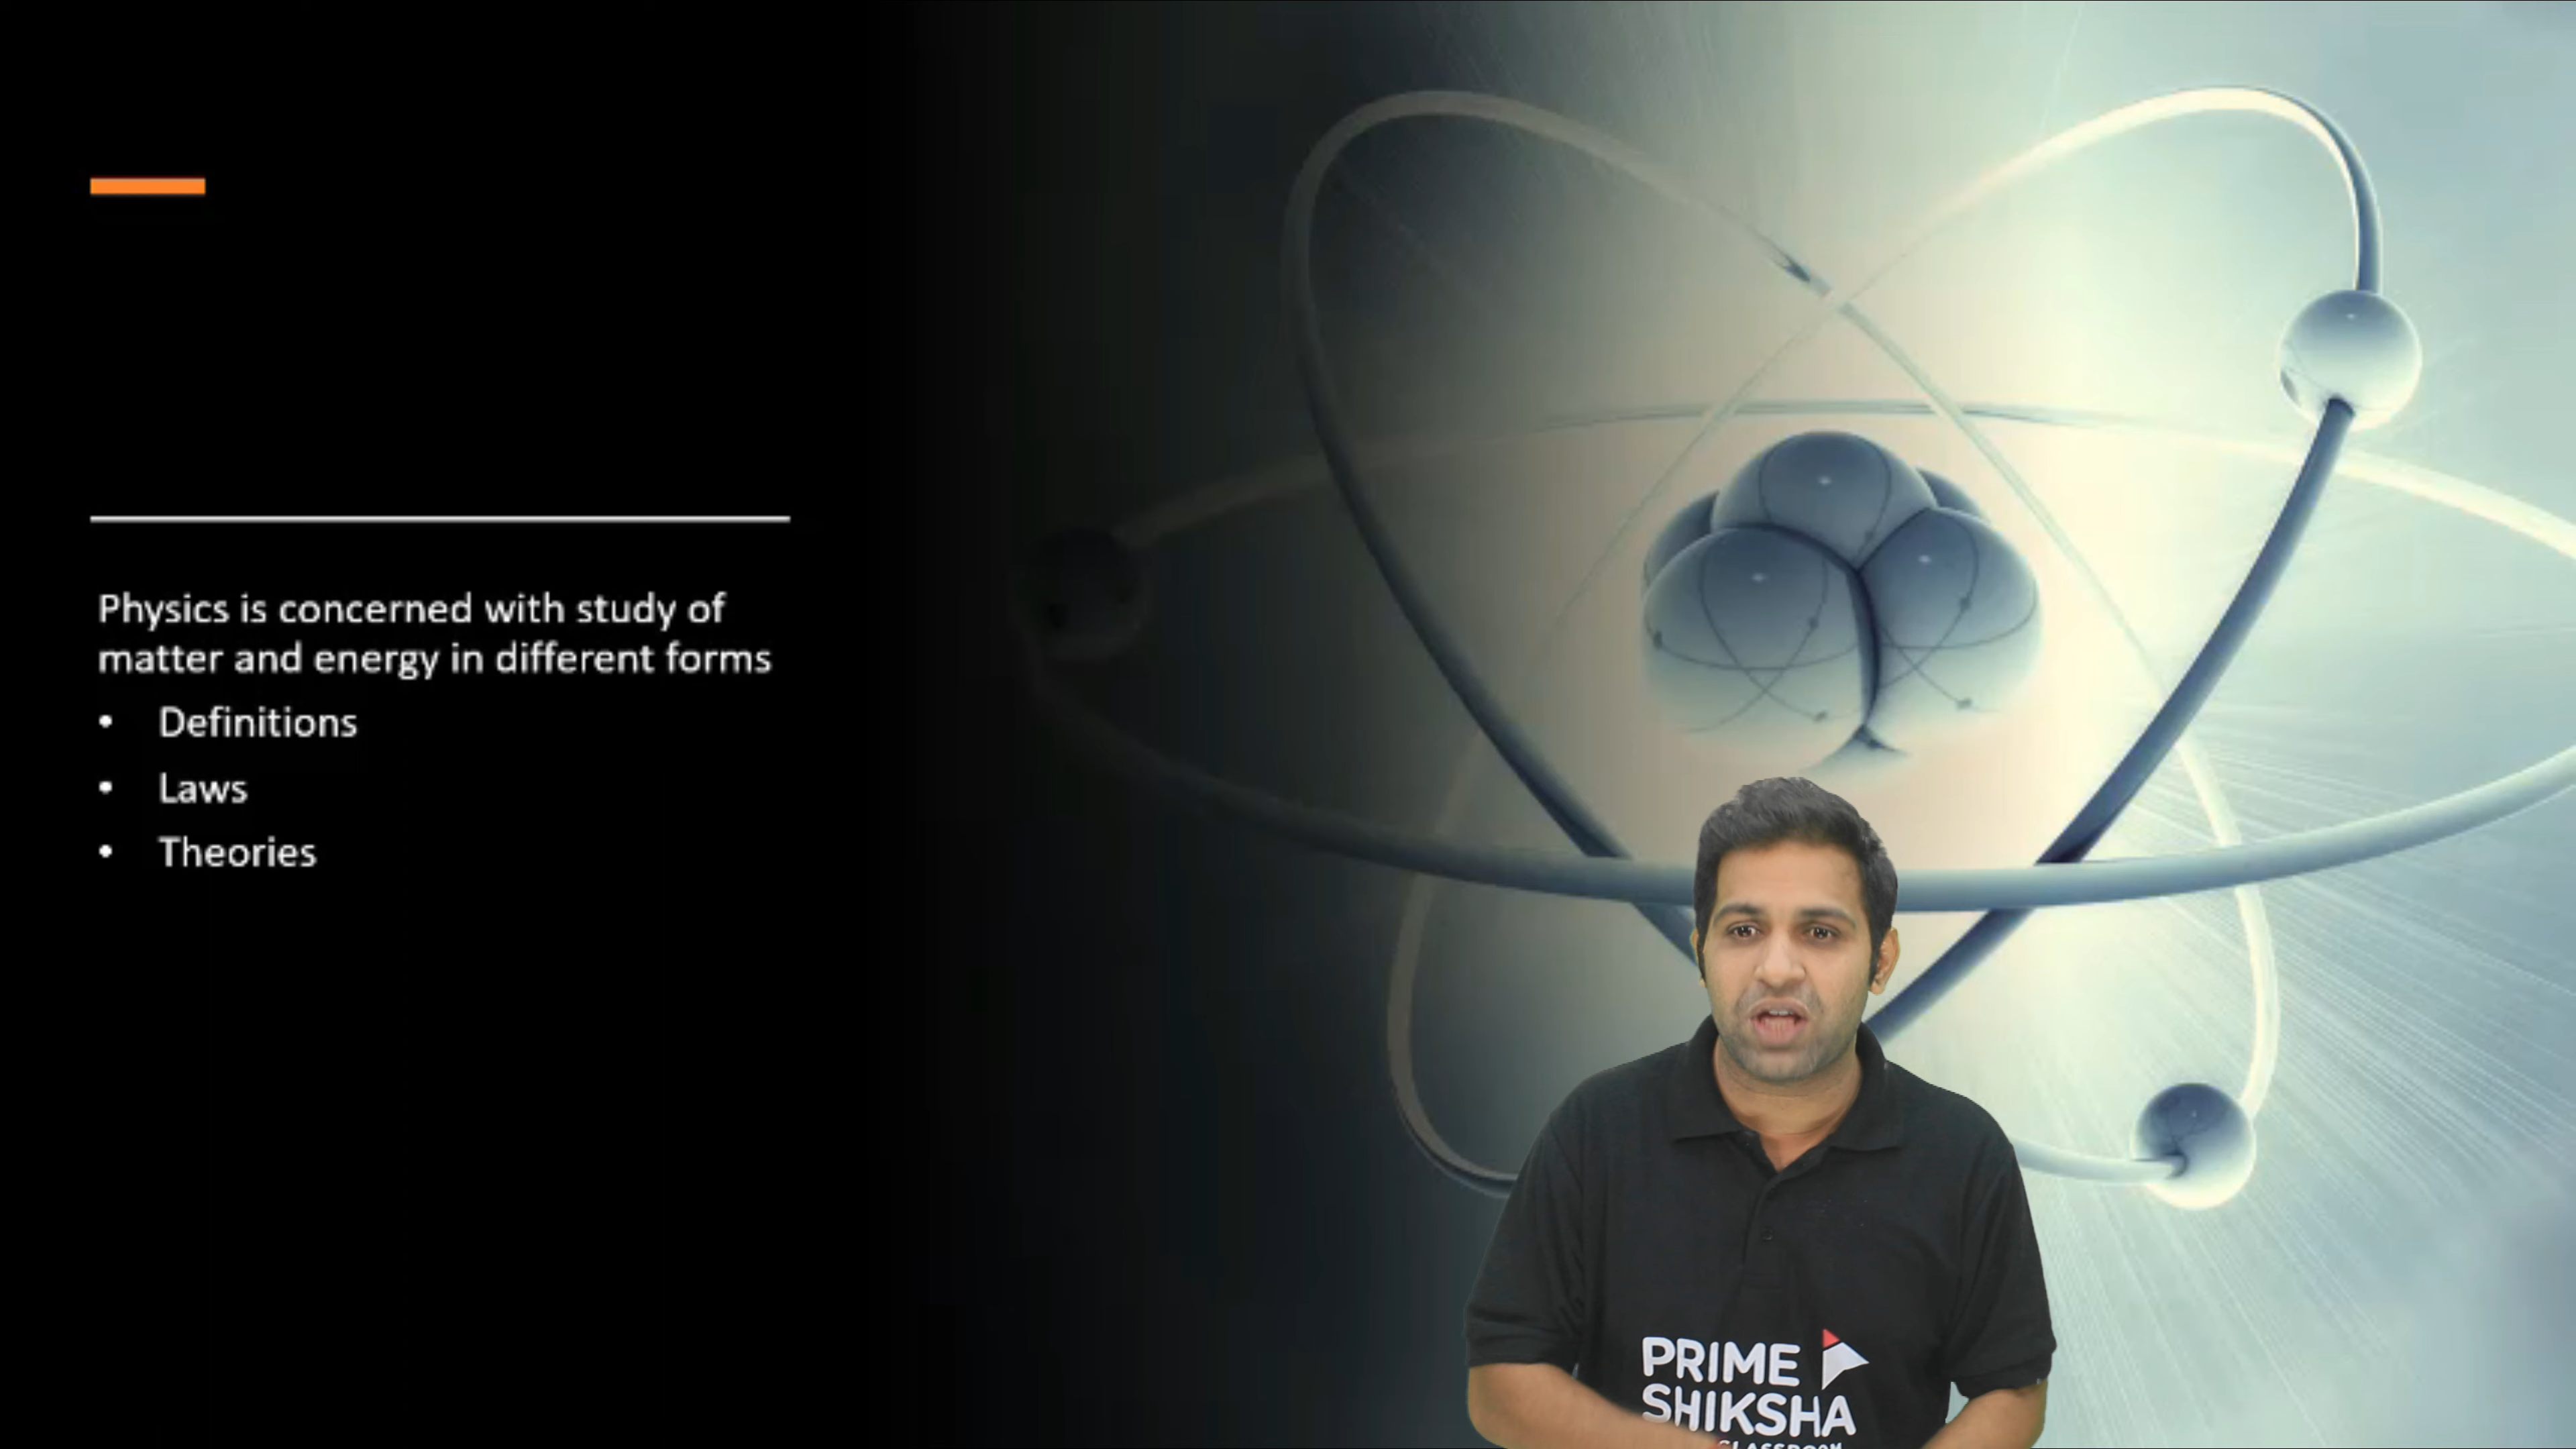 Physics is concerned with study of
matter and energy in different forms
• Definitions
• Laws
• Theories
PRIME
SHIKSHA